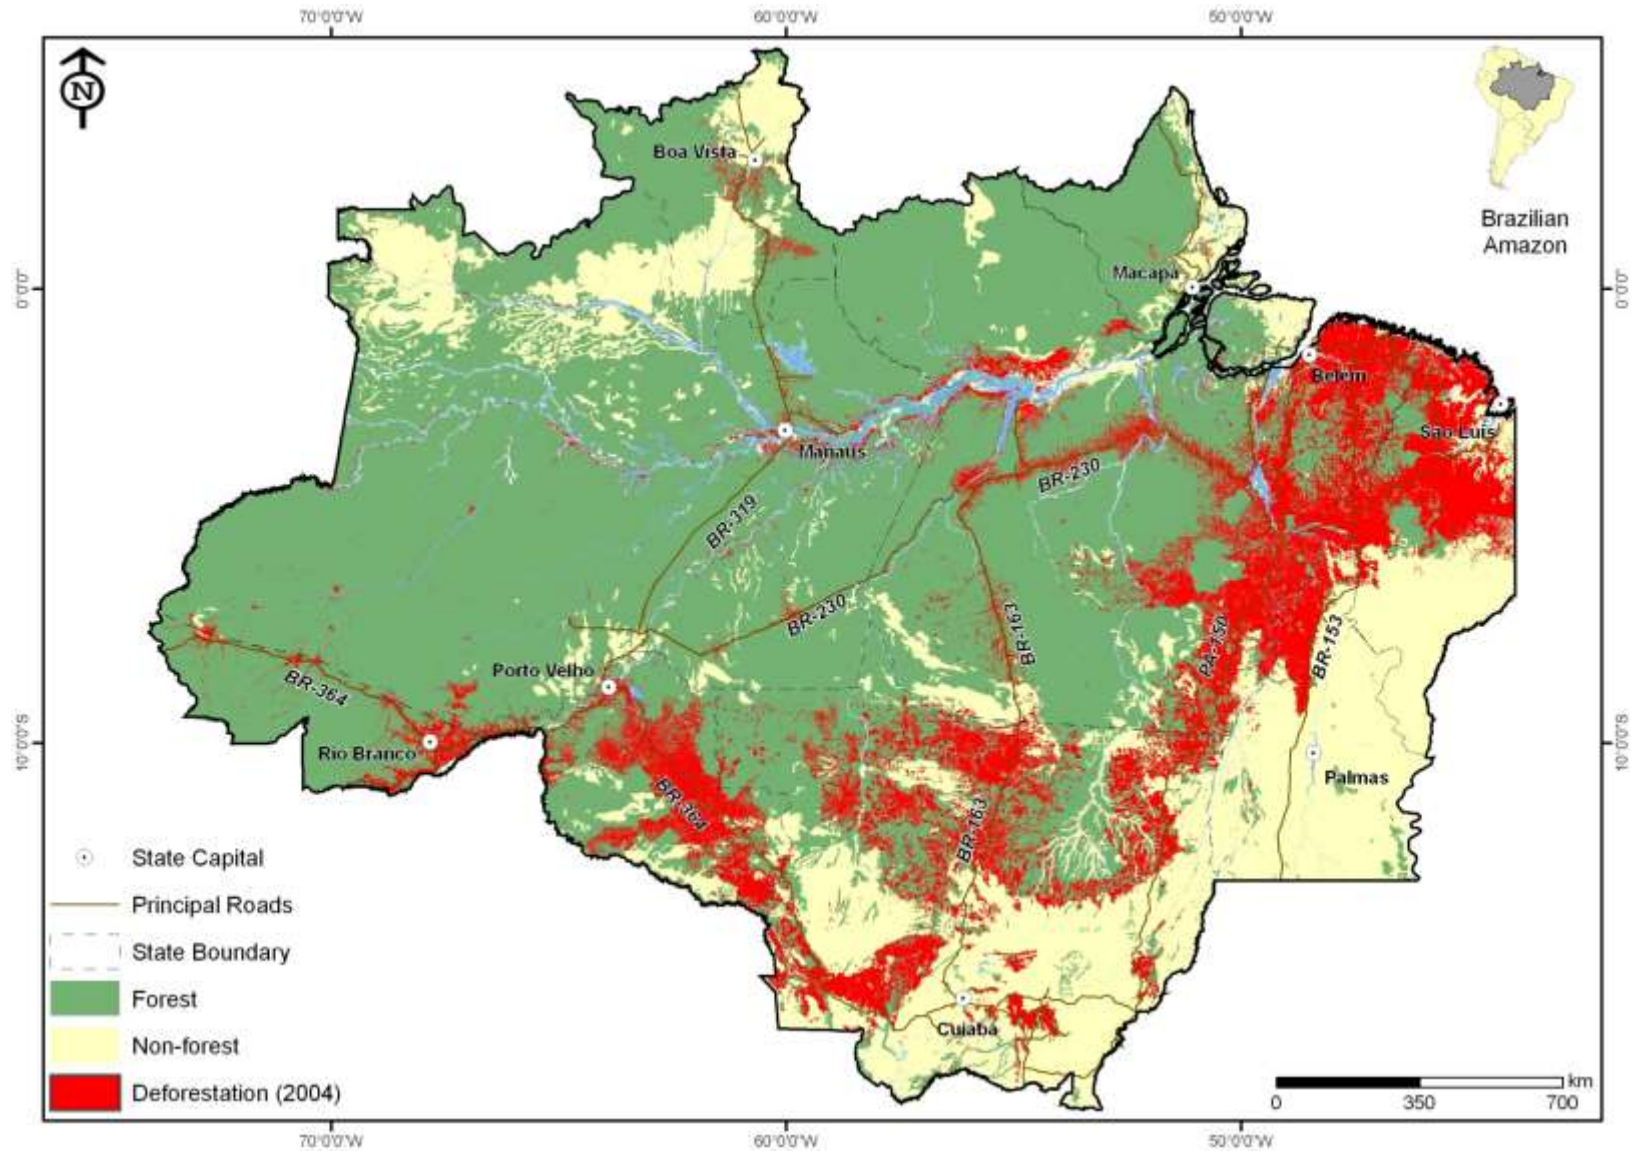 70°0'0"W
60°0'0"W
50°0'0"W
N
Boa Vista
Brazilian
Amazon
Macapa
0°0'0"
0°0'0"
Belem
Sao Luis
Manaus
BR-230
BR-319
BR-230
BR-163
PA-150
BR-153
Porto Velho
BR-364
10°0'0"S
10°0'0"S
Rio Branco
Palmas
BR-364
BR-163
State Capital
Principal Roads
State Boundary
Forest
Non-forest
Deforestation (2004)
Cuiaba
km
0
350
700
70°0'0"W
60°0'0"W
50°0'0"W